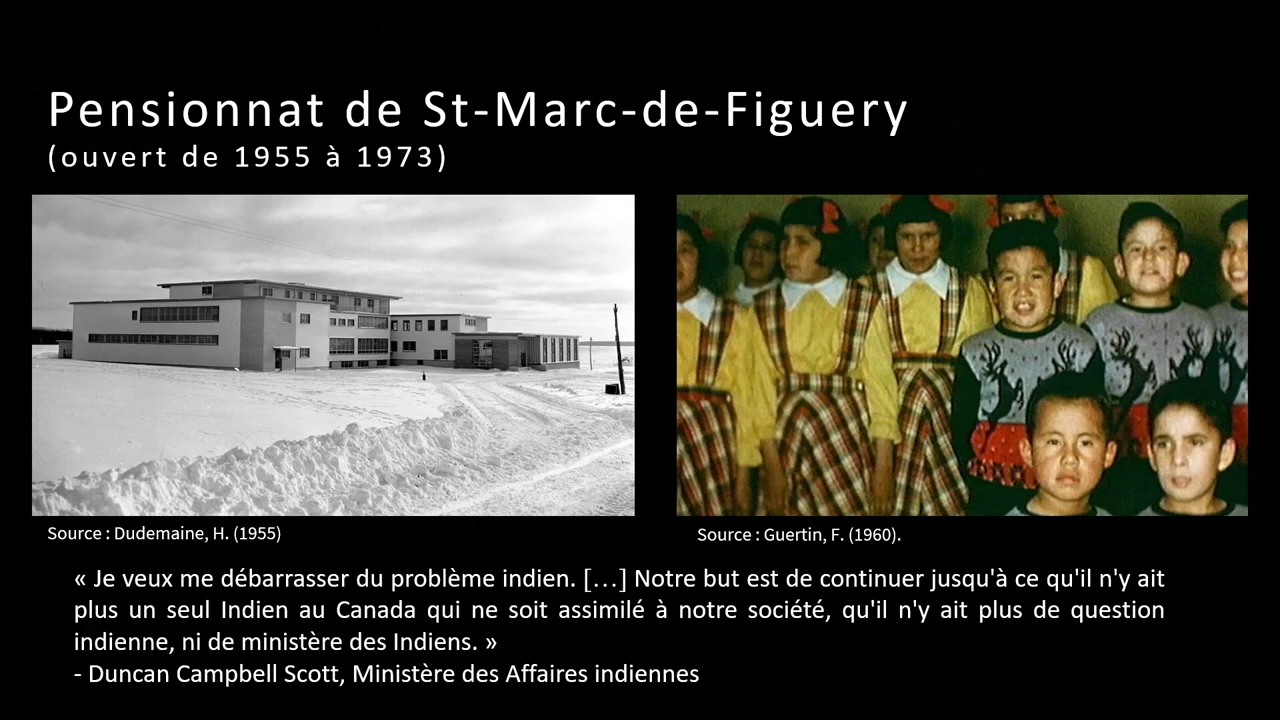 Pensionnat de St-Marc-de-Figuery
(ouvert de 1955 à 1973)
Source : Dudemaine, H. (1955)
Source : Guertin, F. (1960).
« Je veux me débarrasser du problème indien. […] Notre but est de continuer jusqu'à ce qu'il n'y ait
plus un seul Indien au Canada qui ne soit assimilé à notre société, qu'il n'y ait plus de question
indienne, ni de ministère des Indiens. »
- Duncan Campbell Scott, Ministère des Affaires indiennes